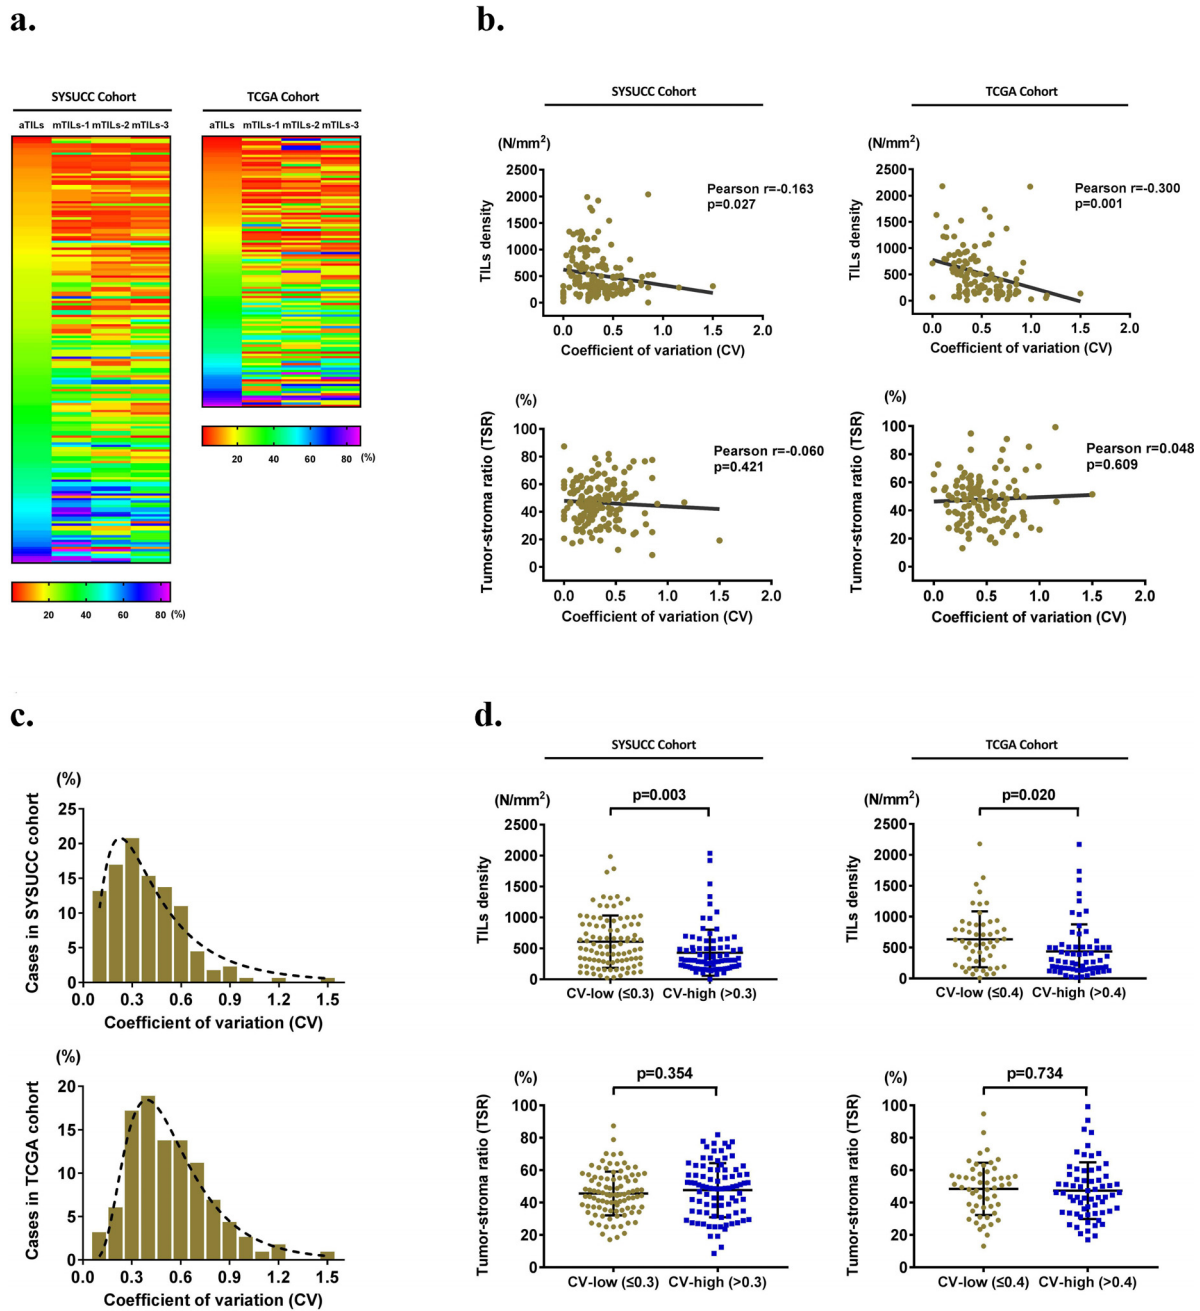 a.
SYSUCC Cohort
aTILs mTILs-1 mTILs-2 mTILs-3
20 40 60 80 (%)
TCGA Cohort
aTILs mTILs-1 mTILs-2 mTILs-3
20 40 60 80 (%)
b.
SYSUCC Cohort
(N/mm²)
TILs density
2500
2000
1500
1000
500
0
Pearson r=-0.163
p=0.027
0.0 0.5 1.0 1.5 2.0
Coefficient of variation (CV)
TCGA Cohort
(N/mm²)
TILs density
2500
2000
1500
1000
500
0
Pearson r=-0.300
p=0.001
0.0 0.5 1.0 1.5 2.0
Coefficient of variation (CV)
(%)
Tumor-stroma ratio (TSR)
100
80
60
40
20
0
Pearson r=-0.060
p=0.421
0.0 0.5 1.0 1.5 2.0
Coefficient of variation (CV)
(%)
Tumor-stroma ratio (TSR)
100
80
60
40
20
0
Pearson r=0.048
p=0.609
0.0 0.5 1.0 1.5 2.0
Coefficient of variation (CV)
c.
(%)
Cases in SYSUCC cohort
25
20
15
10
5
0
0.0 0.3 0.6 0.9 1.2 1.5
Coefficient of variation (CV)
(%)
Cases in TCGA cohort
20
15
10
5
0
0.0 0.3 0.6 0.9 1.2 1.5
Coefficient of variation (CV)
d.
SYSUCC Cohort
(N/mm²)
p=0.003
TILs density
2500
2000
1500
1000
500
0
CV-low (≤0.3) CV-high (>0.3)
TCGA Cohort
(N/mm²)
p=0.020
TILs density
2500
2000
1500
1000
500
0
CV-low (≤0.4) CV-high (>0.4)
(%)
p=0.354
Tumor-stroma ratio (TSR)
100
80
60
40
20
0
CV-low (≤0.3) CV-high (>0.3)
(%)
p=0.734
Tumor-stroma ratio (TSR)
100
80
60
40
20
0
CV-low (≤0.4) CV-high (>0.4)